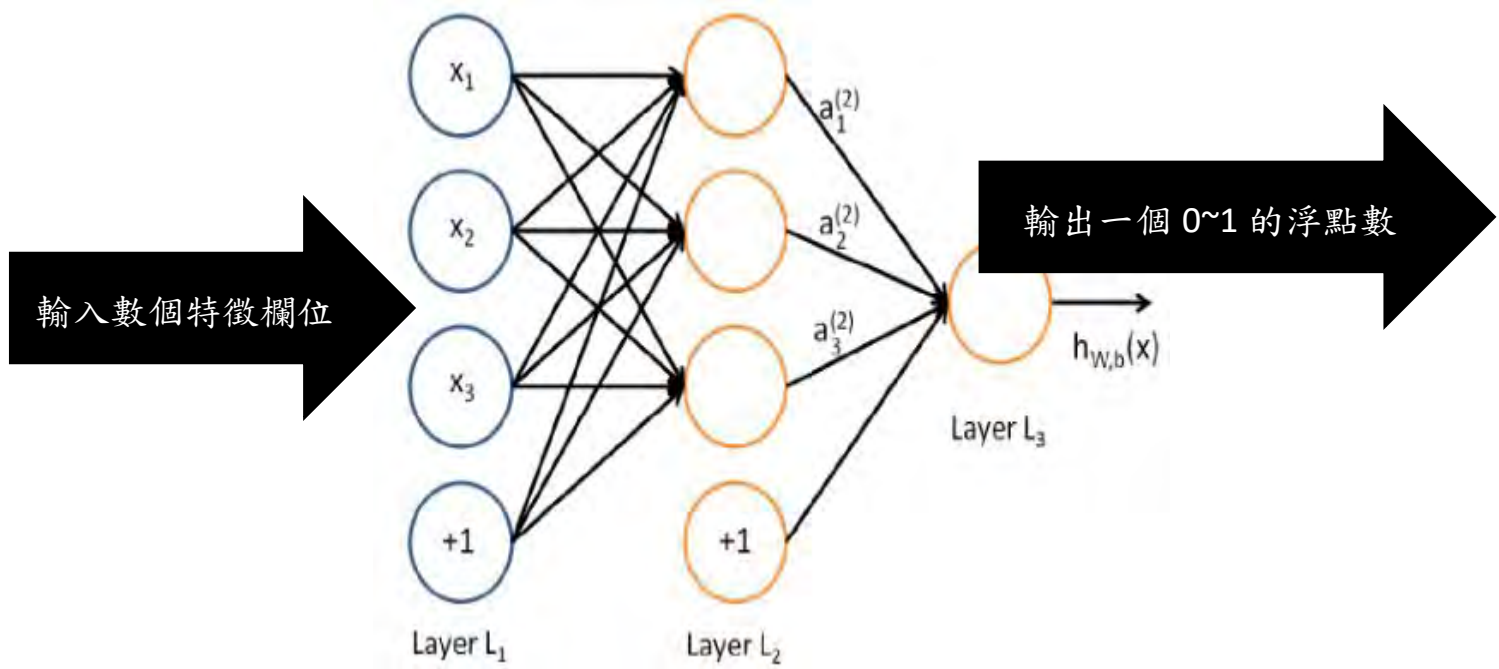 輸入數個特徵欄位
x₁
x₂
x₃
+1
Layer L₁
+1
Layer L₂
a₁⁽²⁾
a₂⁽²⁾
a₃⁽²⁾
輸出一個 0~1 的浮點數
h_{W,b}(x)
Layer L₃